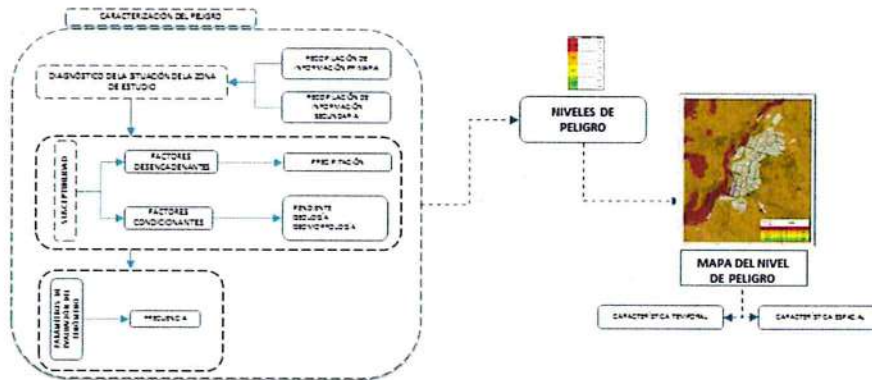 CARACTERIZACIÓN DEL PELIGRO
DIAGNÓSTICO DE LA SITUACIÓN DE LA ZONA
DE ESTUDIO
RECOPILACIÓN DE
INFORMACIÓN PRIMARIA
RECOPILACIÓN DE
INFORMACIÓN
SECUNDARIA
SUSCEPTIBILIDAD
FACTORES
DESENCADENANTES
PRECIPITACIÓN
FACTORES
CONDICIONANTES
PENDIENTE
GEOLOGÍA
GEOMORFOLOGÍA
PARÁMETROS DE
EVALUACIÓN DEL
FENÓMENO
FRECUENCIA
NIVELES DE
PELIGRO
MAPA DEL NIVEL
DE PELIGRO
CARACTERÍSTICA TEMPORAL
CARACTERÍSTICA ESPACIAL